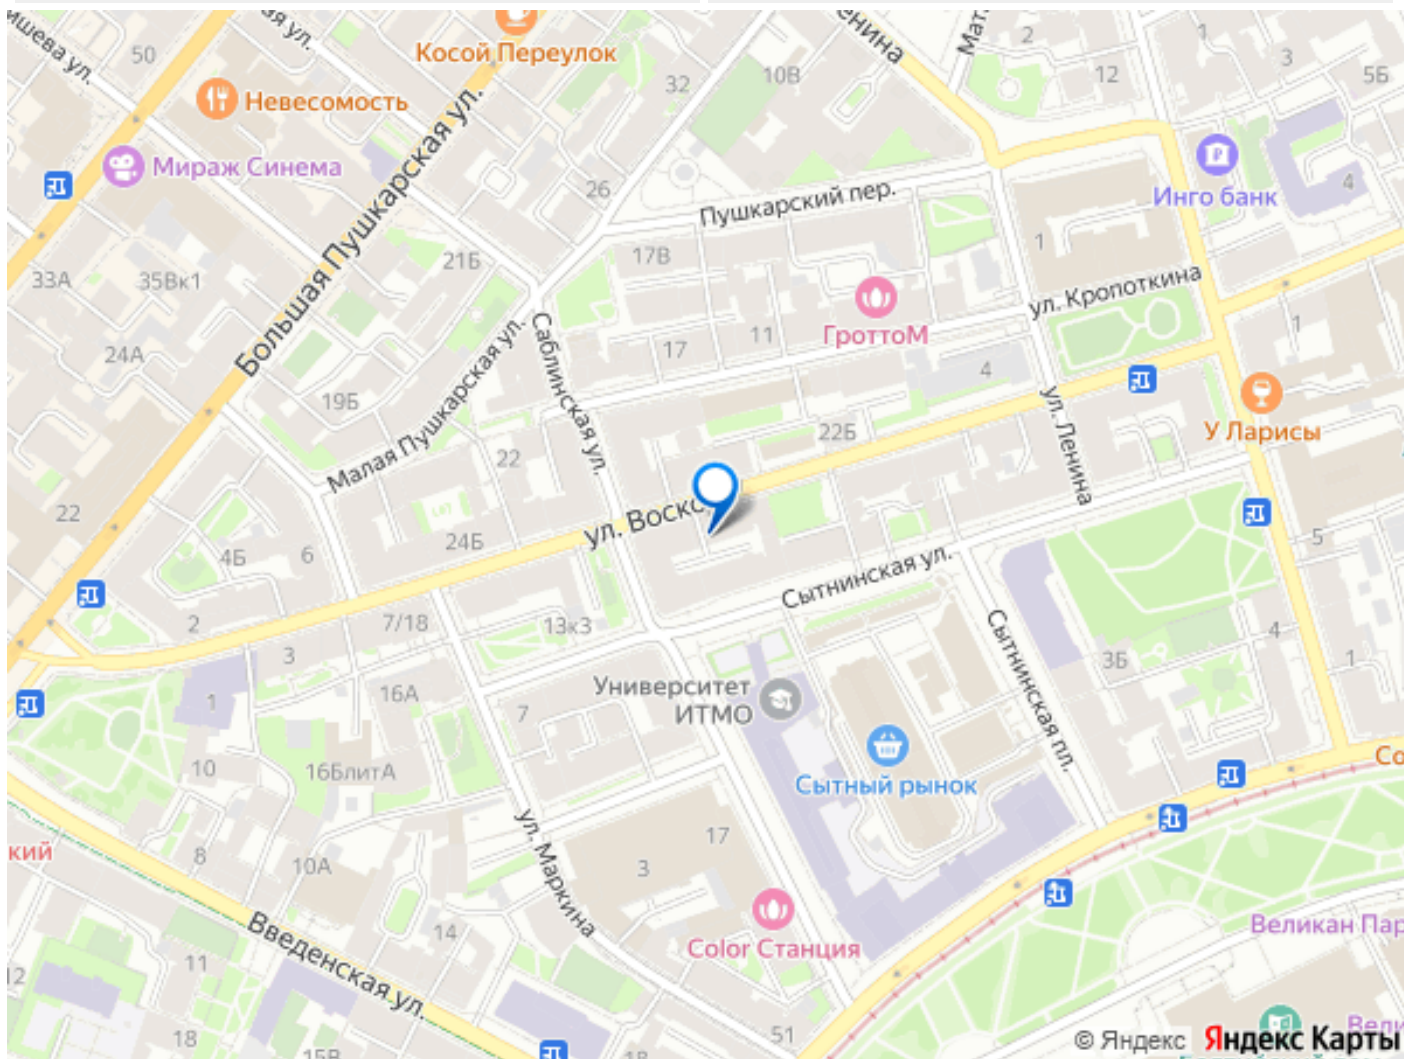 50
Косой Переулок
Невесомость
Мираж Синема
Большая Пушкарская ул.
32
10В
2
12
1
3
5Б
26
Пушкарский пер.
Инго банк
4
33А
35Вк1
21Б
17В
1
ул. Кропоткина
ГроттоМ
11
17
24А
19Б
Малая Пушкарская ул.
Саблинская ул.
4
1
22Б
ул. Ленина
У Ларисы
22
22
24Б
4Б
6
Сытнинская ул.
5
2
7/18
13к3
3
1
16А
Университет
ИТМО
7
Сытнинская пл.
3Б
4
1
10
16БлитА
Сытный рынок
ул. Маркина
17
3
8
10А
Color Станция
Введенская ул.
14
11
12
18
15В
51
18
© Яндекс Яндекс Карты